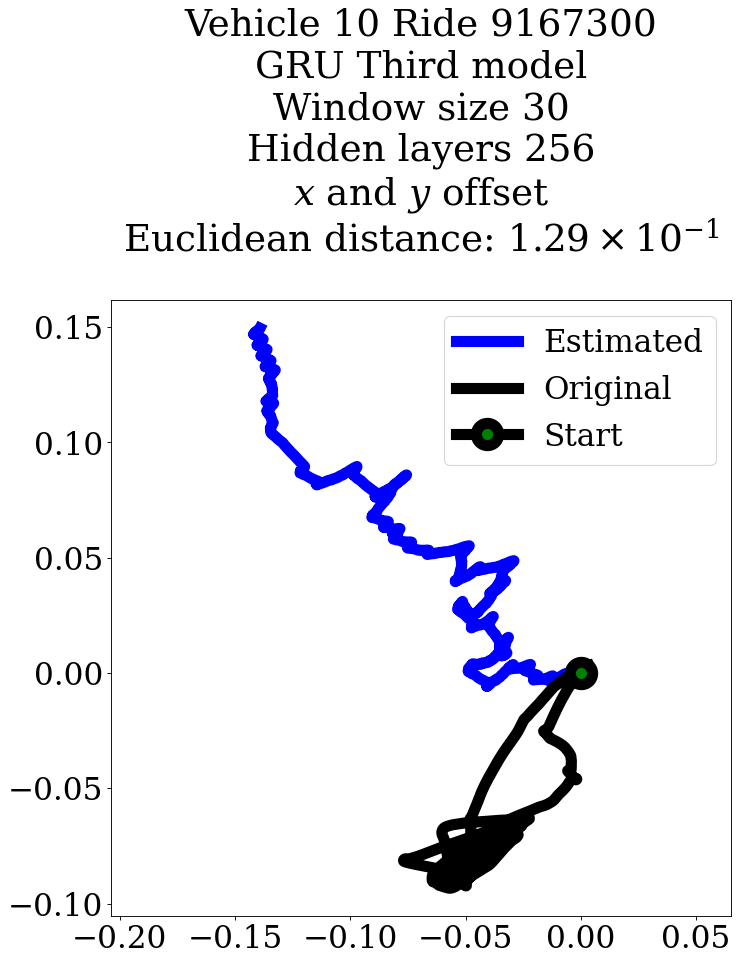 Vehicle 10 Ride 9167300
GRU Third model
Window size 30
Hidden layers 256
x and y offset
Euclidean distance: 1.29 × 10⁻¹
Estimated
Original
Start
0.15
0.10
0.05
0.00
−0.05
−0.10
−0.20 −0.15 −0.10 −0.05 0.00 0.05